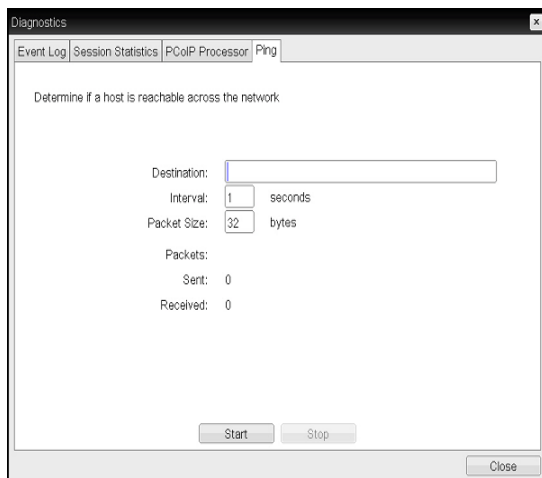 Diagnostics x
Event Log Session Statistics PCoIP Processor Ping
Determine if a host is reachable across the network
Destination:
Interval: 1 seconds
Packet Size: 32 bytes
Packets:
Sent: 0
Received: 0
Start Stop
Close